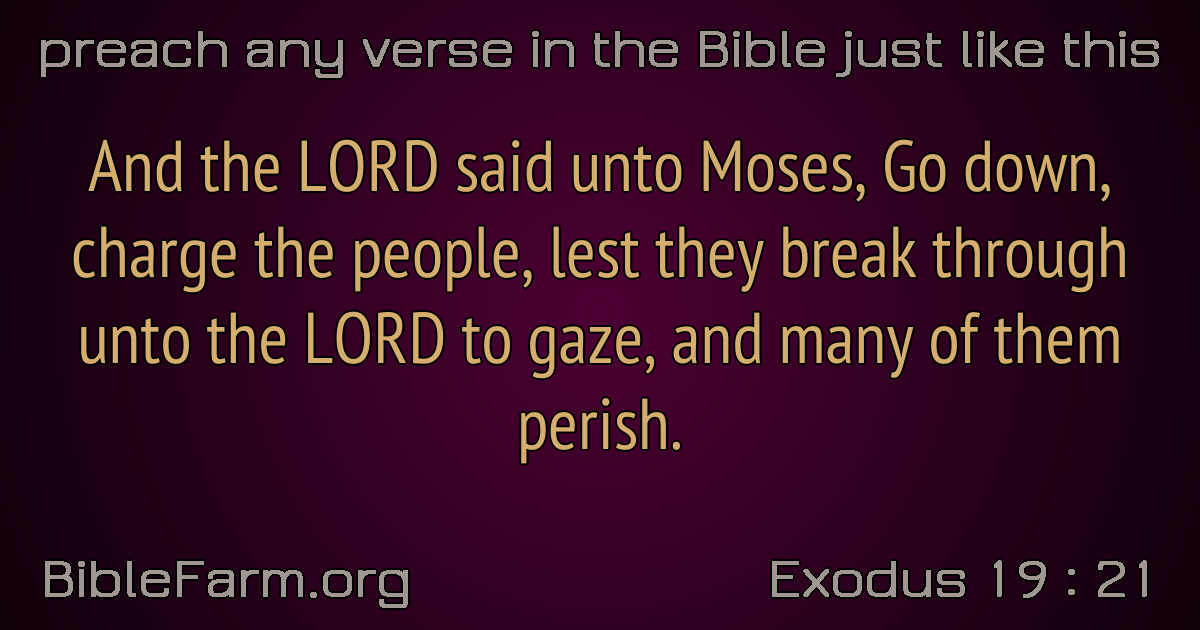 preach any verse in the Bible just like this
And the LORD said unto Moses, Go down,
charge the people, lest they break through
unto the LORD to gaze, and many of them
perish.
BibleFarm.org
Exodus 19 : 21